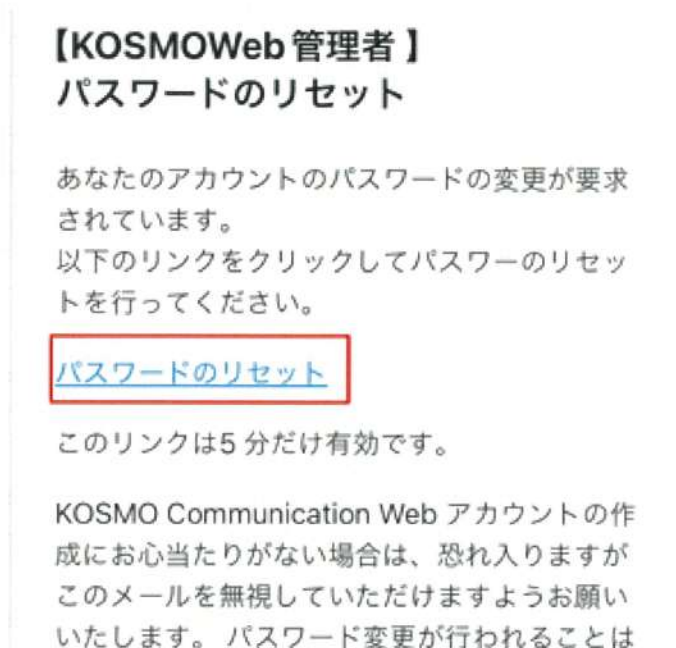 【KOSMOWeb管理者 】
パスワードのリセット
あなたのアカウントのパスワードの変更が要求
されています。
以下のリンクをクリックしてパスワーのリセッ
トを行ってください。
パスワードのリセット
このリンクは5 分だけ有効です。
KOSMO Communication Web アカウントの作
成にお心当たりがない場合は、恐れ入りますが
このメールを無視していただけますようお願い
いたします。 パスワード変更が行われることは